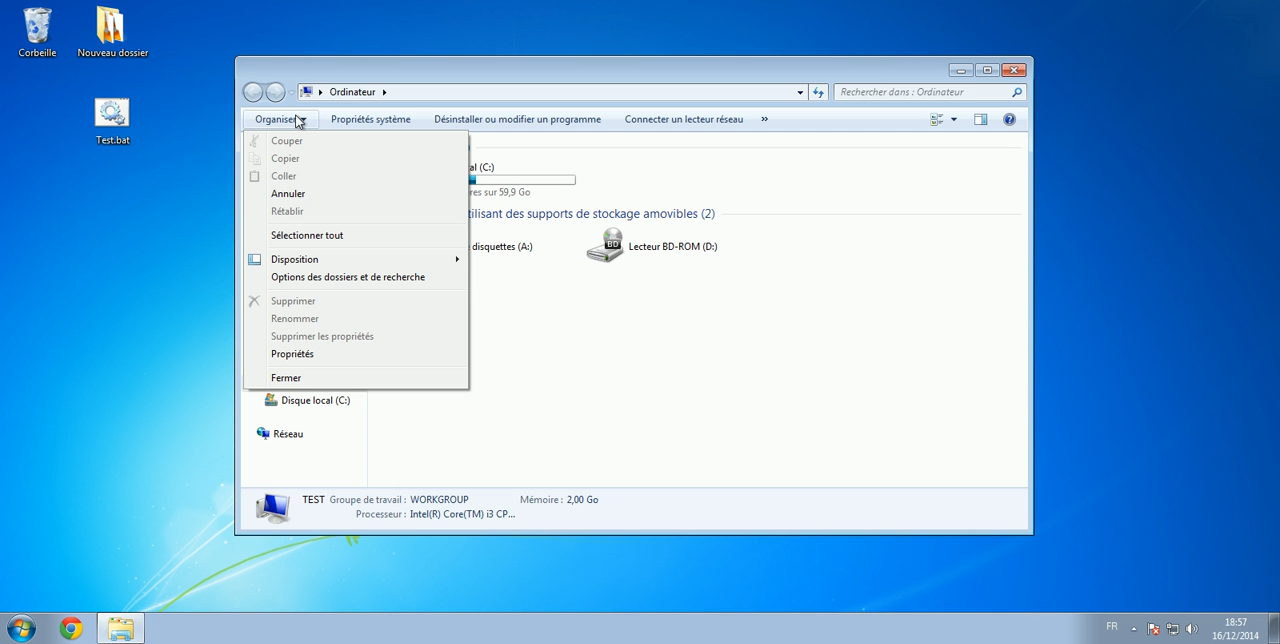 Corbeille
Nouveau dossier
Test.bat
Ordinateur
Rechercher dans : Ordinateur
Organiser
Propriétés système
Désinstaller ou modifier un programme
Connecter un lecteur réseau
»
Couper
Copier
Coller
Annuler
Rétablir
Sélectionner tout
Disposition
Options des dossiers et de recherche
Supprimer
Renommer
Supprimer les propriétés
Propriétés
Fermer
(C:)
sur 59,9 Go
des supports de stockage amovibles (2)
disquettes (A:)
BD
Lecteur BD-ROM (D:)
Disque local (C:)
Réseau
TEST Groupe de travail : WORKGROUP Mémoire : 2,00 Go
Processeur : Intel(R) Core(TM) i3 CP...
FR
18:57
16/12/2014